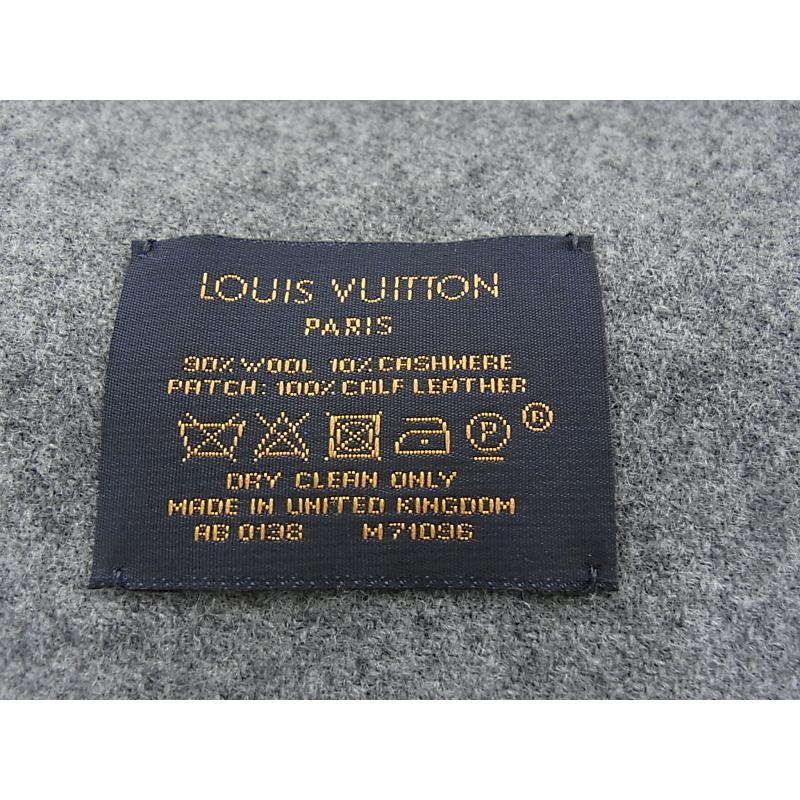 LOUIS VUITTON
PARIS
90% WOOL 10% CASHMERE
PATCH: 100% CALF LEATHER
P ®
DRY CLEAN ONLY
MADE IN UNITED KINGDOM
AB 0138 M71096